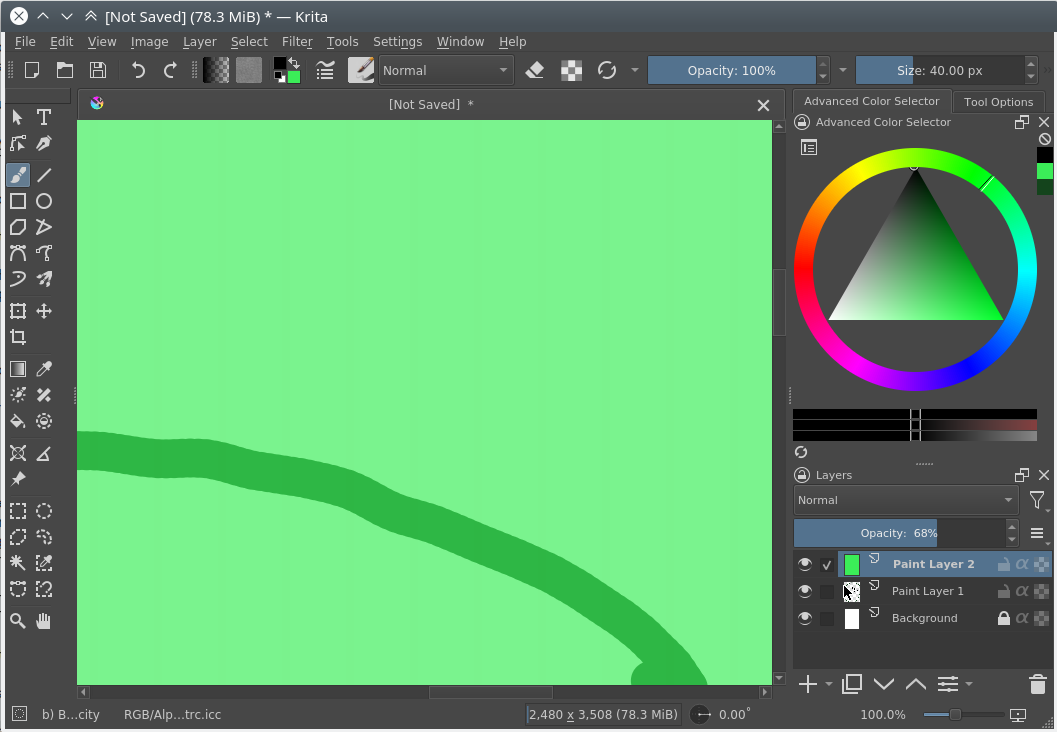 [Not Saved] (78.3 MiB) * — Krita
File Edit View Image Layer Select Filter Tools Settings Window Help
Normal Opacity: 100% Size: 40.00 px
[Not Saved] *
Advanced Color Selector Tool Options
Advanced Color Selector
Layers
Normal
Opacity: 68%
Paint Layer 2
Paint Layer 1
Background
b) B...city RGB/Alp...trc.icc 2,480 x 3,508 (78.3 MiB) 0.00° 100.0%